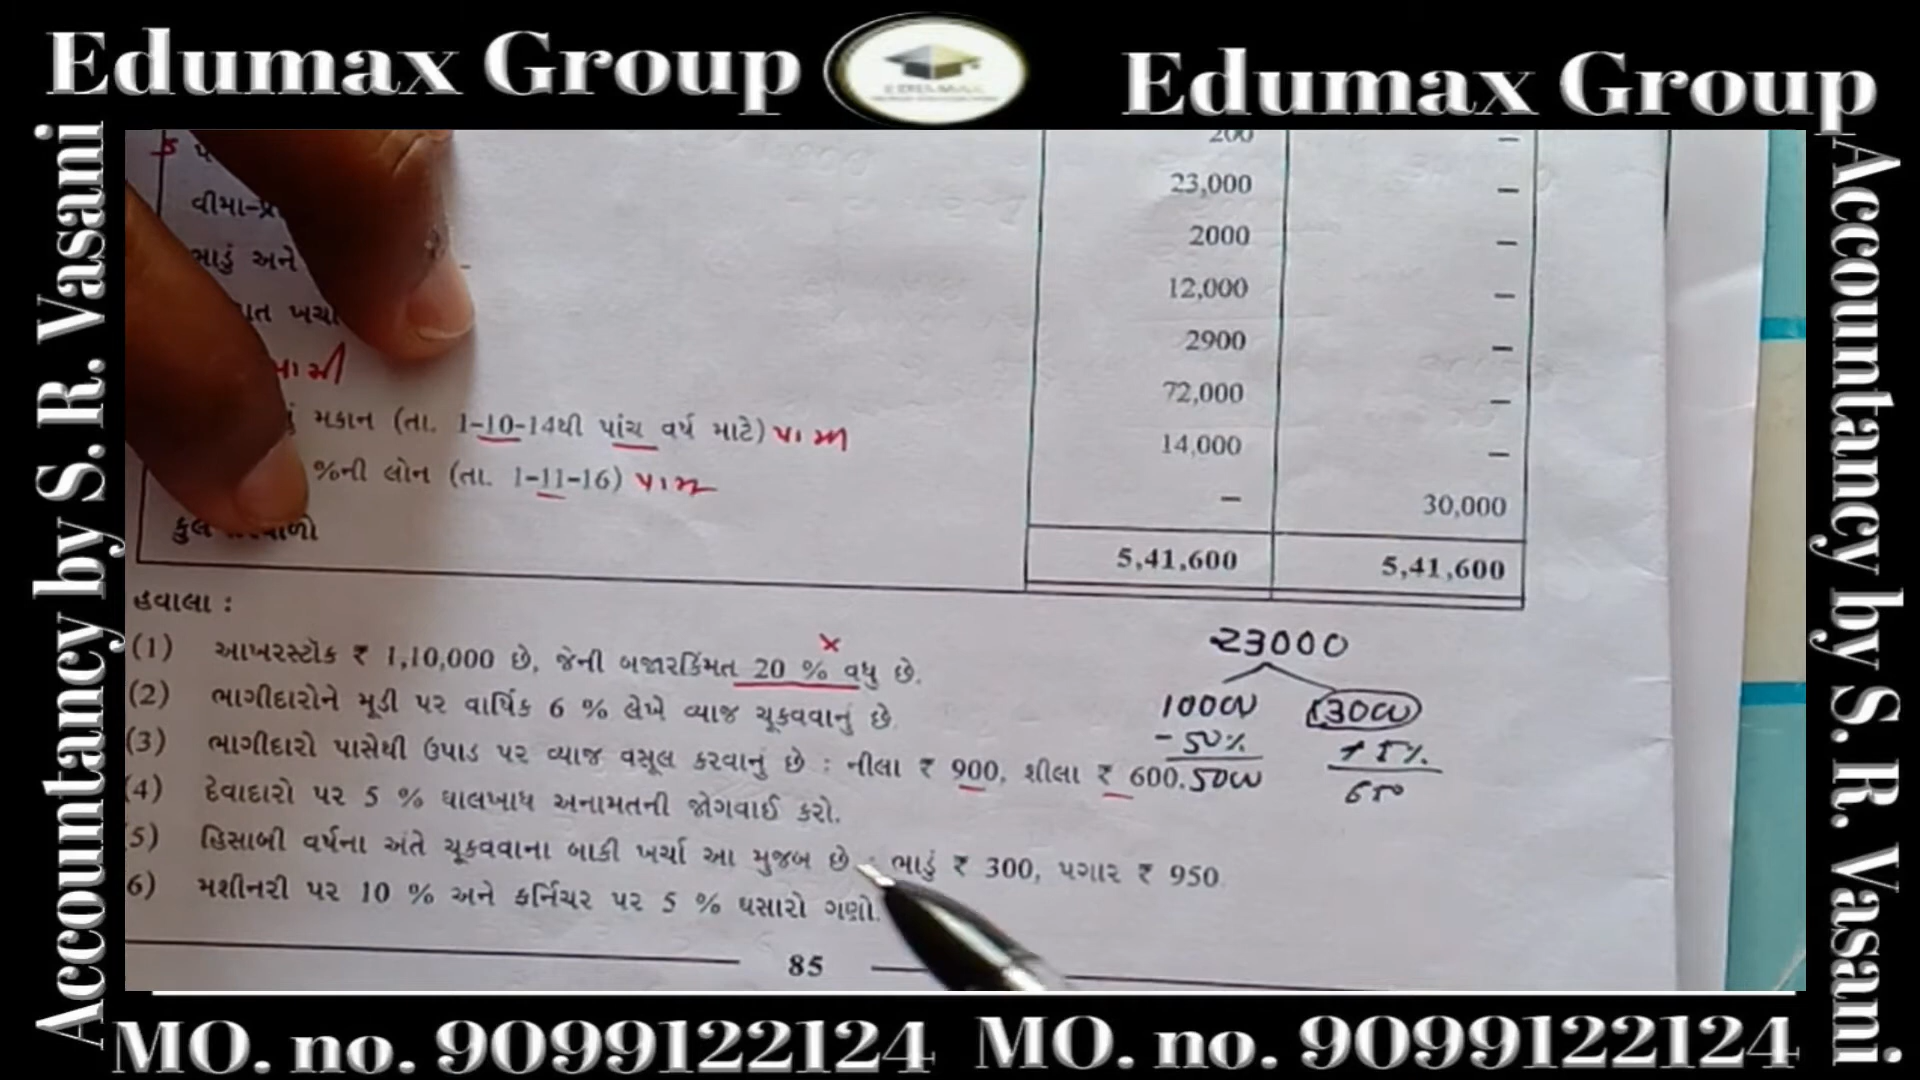 Edumax Group Edumax Group
Accountancy by S. R. Vasani
Accountancy by S. R. Vasani
200 –
23,000 –
ભાડું અને 2000 –
12,000 –
2900 –
72,000 –
મકાન (તા. 1-10-14થી પાંચ વર્ષ માટે) 14,000 –
%ની લોન (તા. 1-11-16) – 30,000
5,41,600 5,41,600
હવાલા :
(1) આખરસ્ટૉક ₹ 1,10,000 છે, જેની બજારકિંમત 20 % વધુ છે.
(2) ભાગીદારોને મૂડી પર વાર્ષિક 6 % લેખે વ્યાજ ચૂકવવાનું છે.
(3) ભાગીદારો પાસેથી ઉપાડ પર વ્યાજ વસૂલ કરવાનું છે : નીલા ₹ 900, શીલા ₹ 600.
(4) દેવાદારો પર 5 % ઘાલખાધ અનામતની જોગવાઈ કરો.
(5) હિસાબી વર્ષના અંતે ચૂકવવાના બાકી ખર્ચા આ મુજબ છે : ભાડું ₹ 300, પગાર ₹ 950.
6) મશીનરી પર 10 % અને ફર્નિચર પર 5 % ઘસારો ગણો.
23000
- 50%
85
MO. no. 9099122124 MO. no. 9099122124